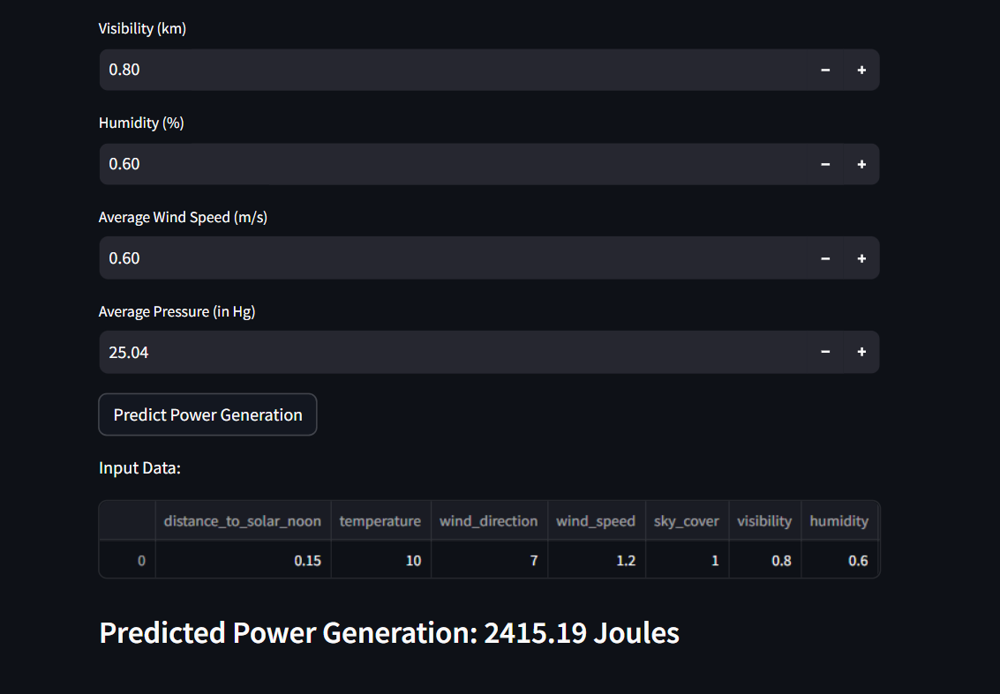 Visibility (km)
0.80 − +
Humidity (%)
0.60 − +
Average Wind Speed (m/s)
0.60 − +
Average Pressure (in Hg)
25.04 − +
Predict Power Generation
Input Data:
distance_to_solar_noon temperature wind_direction wind_speed sky_cover visibility humidity
0 0.15 10 7 1.2 1 0.8 0.6
Predicted Power Generation: 2415.19 Joules